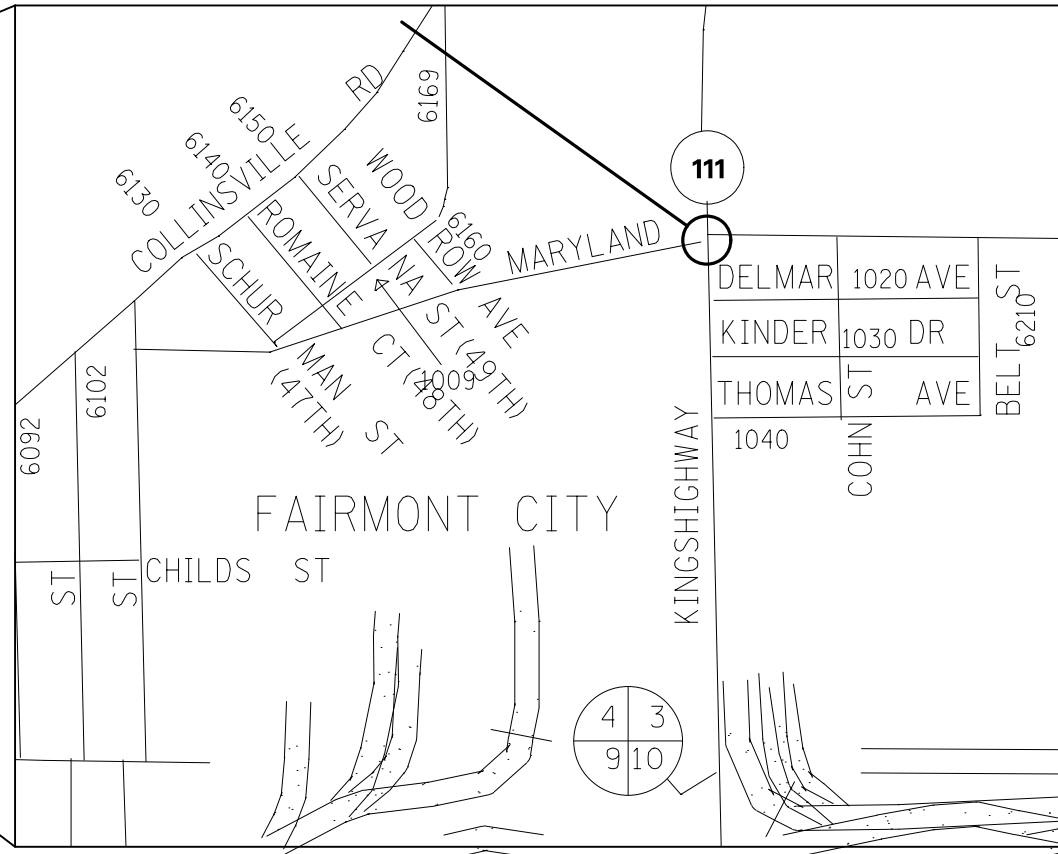 RD
6169
6150
6140
6130
COLLINSVILLE
WOOD
ROW
AVE
6160
SERVA
NA
ST (49TH)
ROMAINE
CT (48TH)
SCHUR
MAN
ST
(47TH)
1009
MARYLAND
111
DELMAR 1020 AVE
KINDER 1030 DR
THOMAS AVE
1040
COHN ST
BELT ST
6210
KINGSHIGHWAY
6102
6092
FAIRMONT CITY
CHILDS ST
ST
ST
4 3
9 10